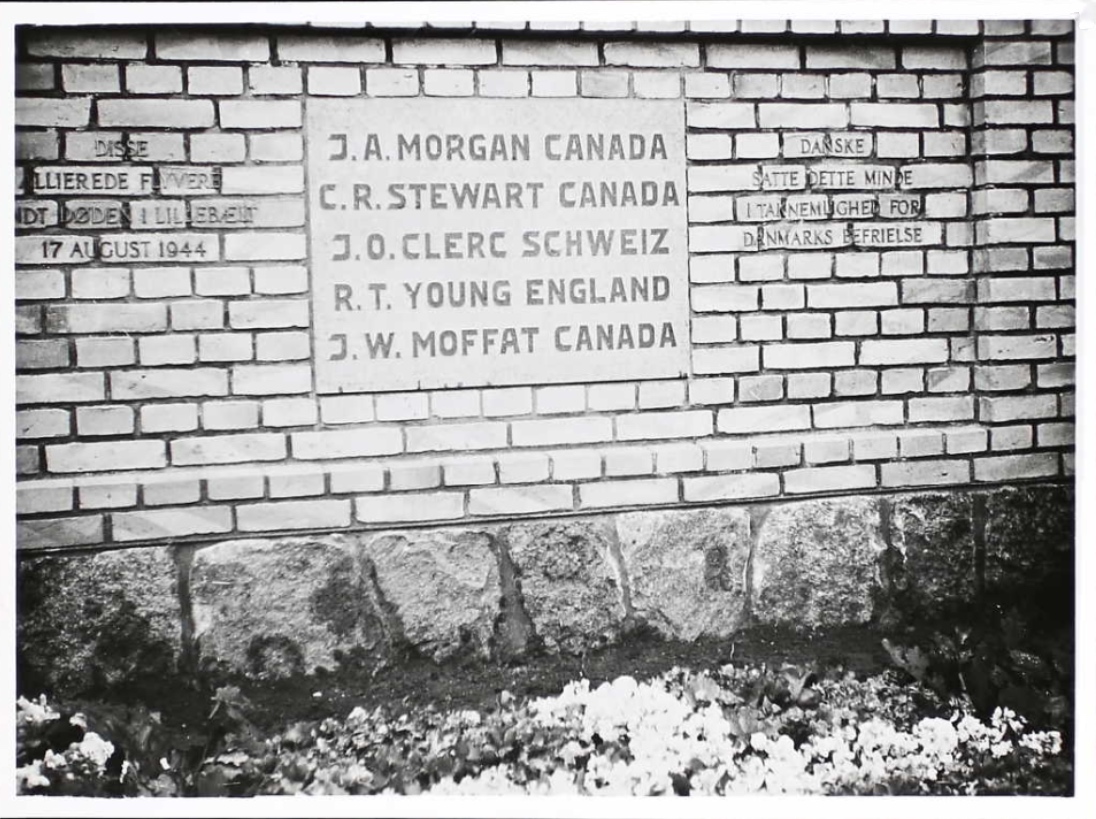 DISSE
LLIEREDE FLYVERE
NDT DØDEN I LILLEBÆLT
17 AUGUST 1944
J.A. MORGAN CANADA
C.R. STEWART CANADA
J.O. CLERC SCHWEIZ
R.T. YOUNG ENGLAND
J.W. MOFFAT CANADA
DANSKE
SATTE DETTE MINDE
I TAKNEMLIGHED FOR
DANMARKS BEFRIELSE